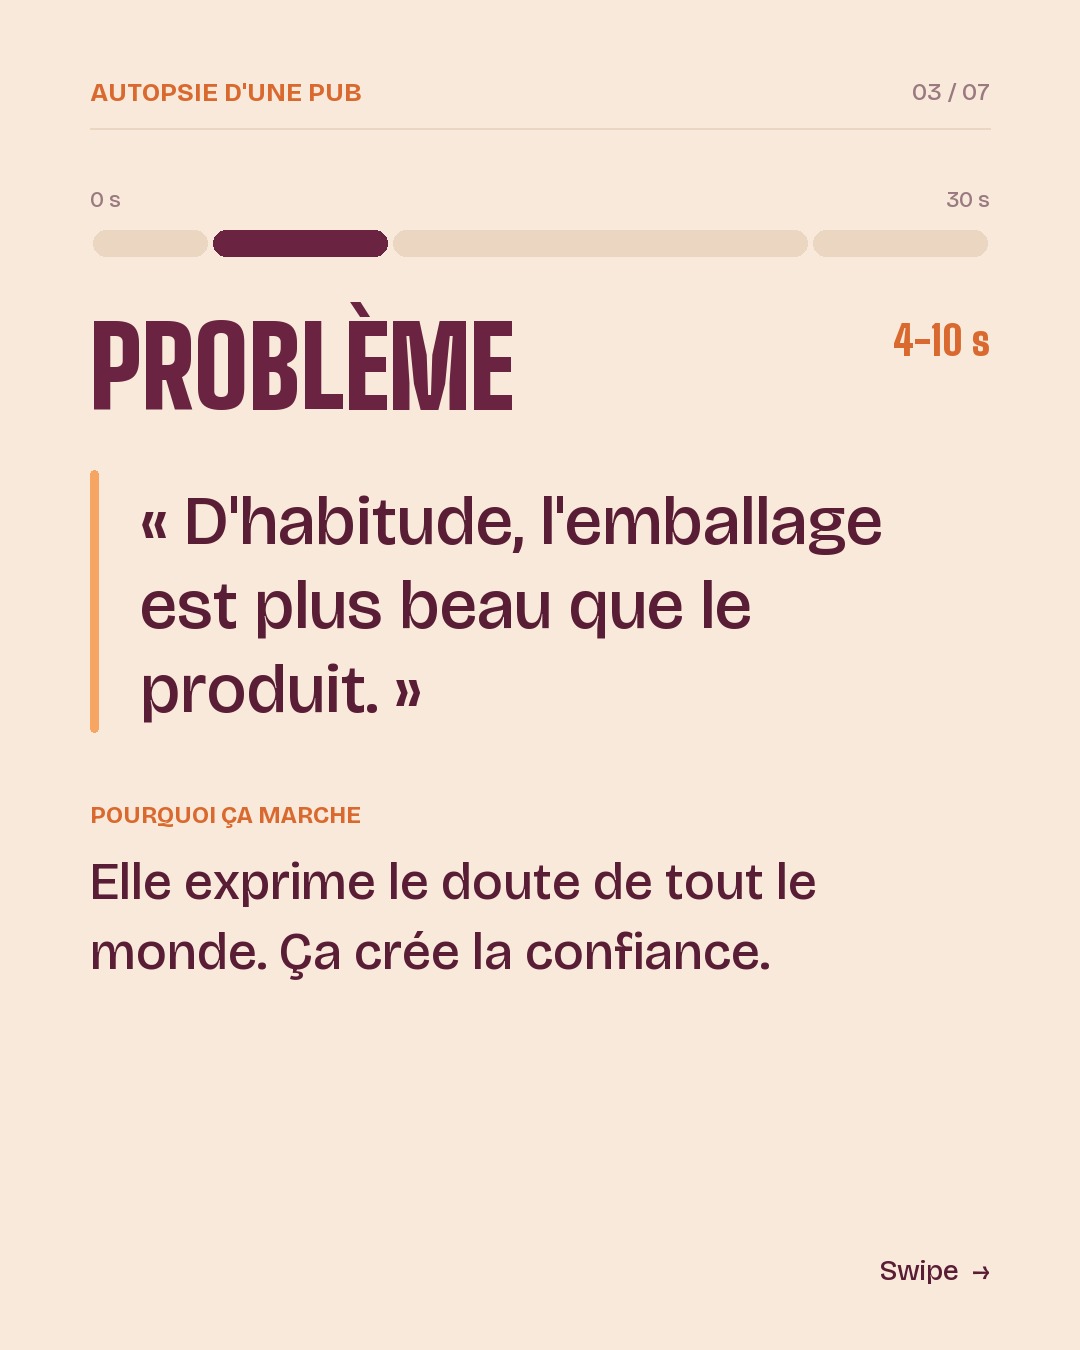 AUTOPSIE D'UNE PUB
03 / 07
0 s
30 s
PROBLÈME
4-10 s
« D'habitude, l'emballage
est plus beau que le
produit. »
POURQUOI ÇA MARCHE
Elle exprime le doute de tout le
monde. Ça crée la confiance.
Swipe →